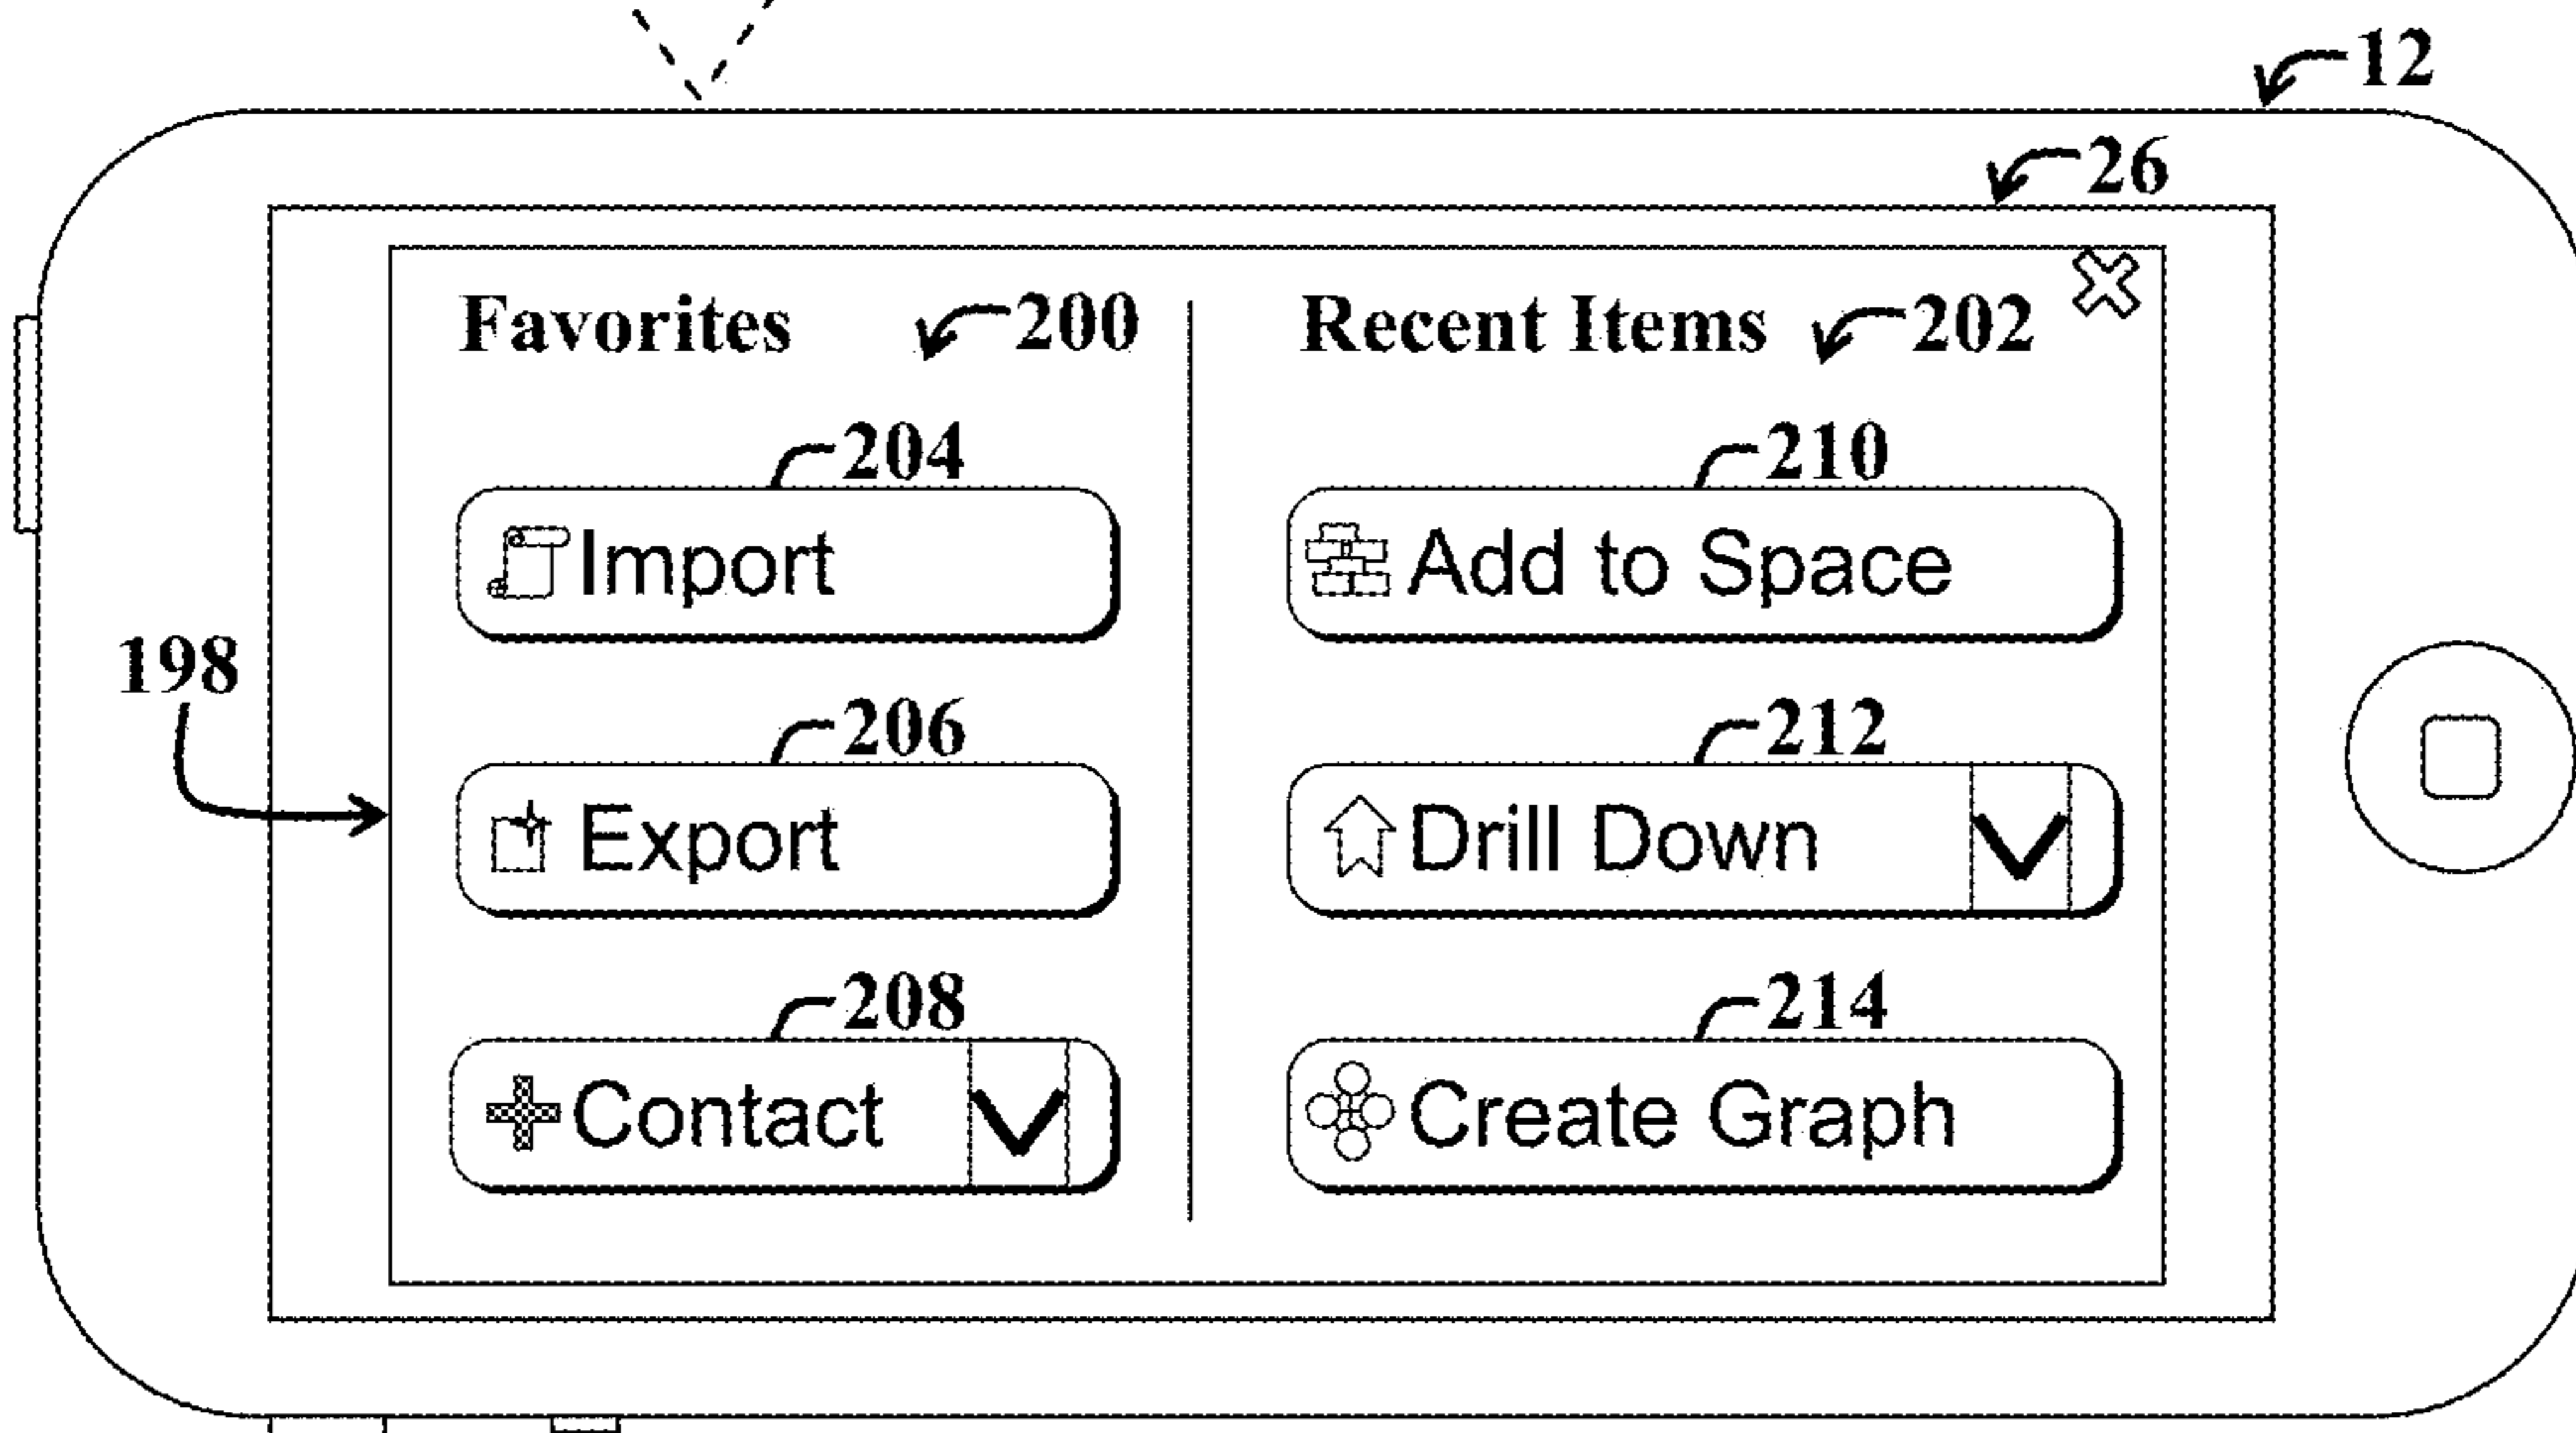 12
26
Favorites 200
Recent Items 202
204
Import
198
206
Export
208
Contact
210
Add to Space
212
Drill Down
214
Create Graph